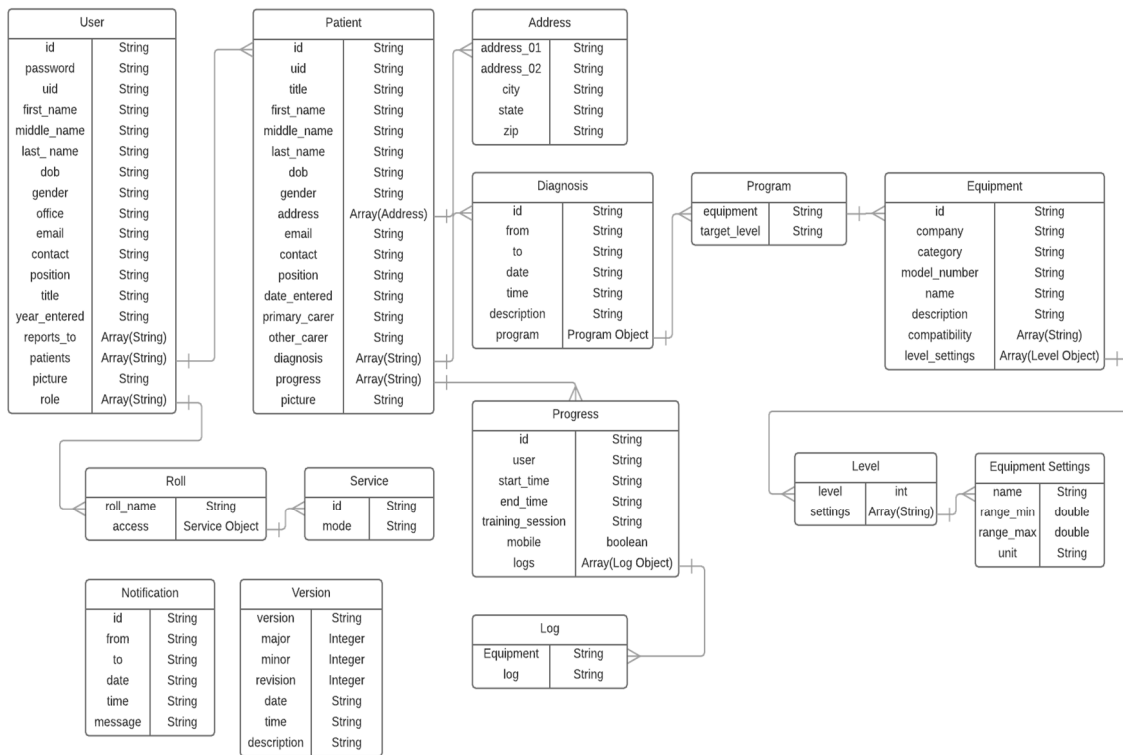 User
id String
password String
uid String
first_name String
middle_name String
last_ name String
dob String
gender String
office String
email String
contact String
position String
title String
year_entered String
reports_to Array(String)
patients Array(String)
picture String
role Array(String)
Patient
id String
uid String
title String
first_name String
middle_name String
last_name String
dob String
gender String
address Array(Address)
email String
contact String
position String
date_entered String
primary_carer String
other_carer String
diagnosis Array(String)
progress Array(String)
picture String
Address
address_01 String
address_02 String
city String
state String
zip String
Diagnosis
id String
from String
to String
date String
time String
description String
program Program Object
Program
equipment String
target_level String
Equipment
id String
company String
category String
model_number String
name String
description String
compatibility Array(String)
level_settings Array(Level Object)
Progress
id String
user String
start_time String
end_time String
training_session String
mobile boolean
logs Array(Log Object)
Level
level int
settings Array(String)
Equipment Settings
name String
range_min double
range_max double
unit String
Roll
roll_name String
access Service Object
Service
id String
mode String
Notification
id String
from String
to String
date String
time String
message String
Version
version String
major Integer
minor Integer
revision Integer
date String
time String
description String
Log
Equipment String
log String